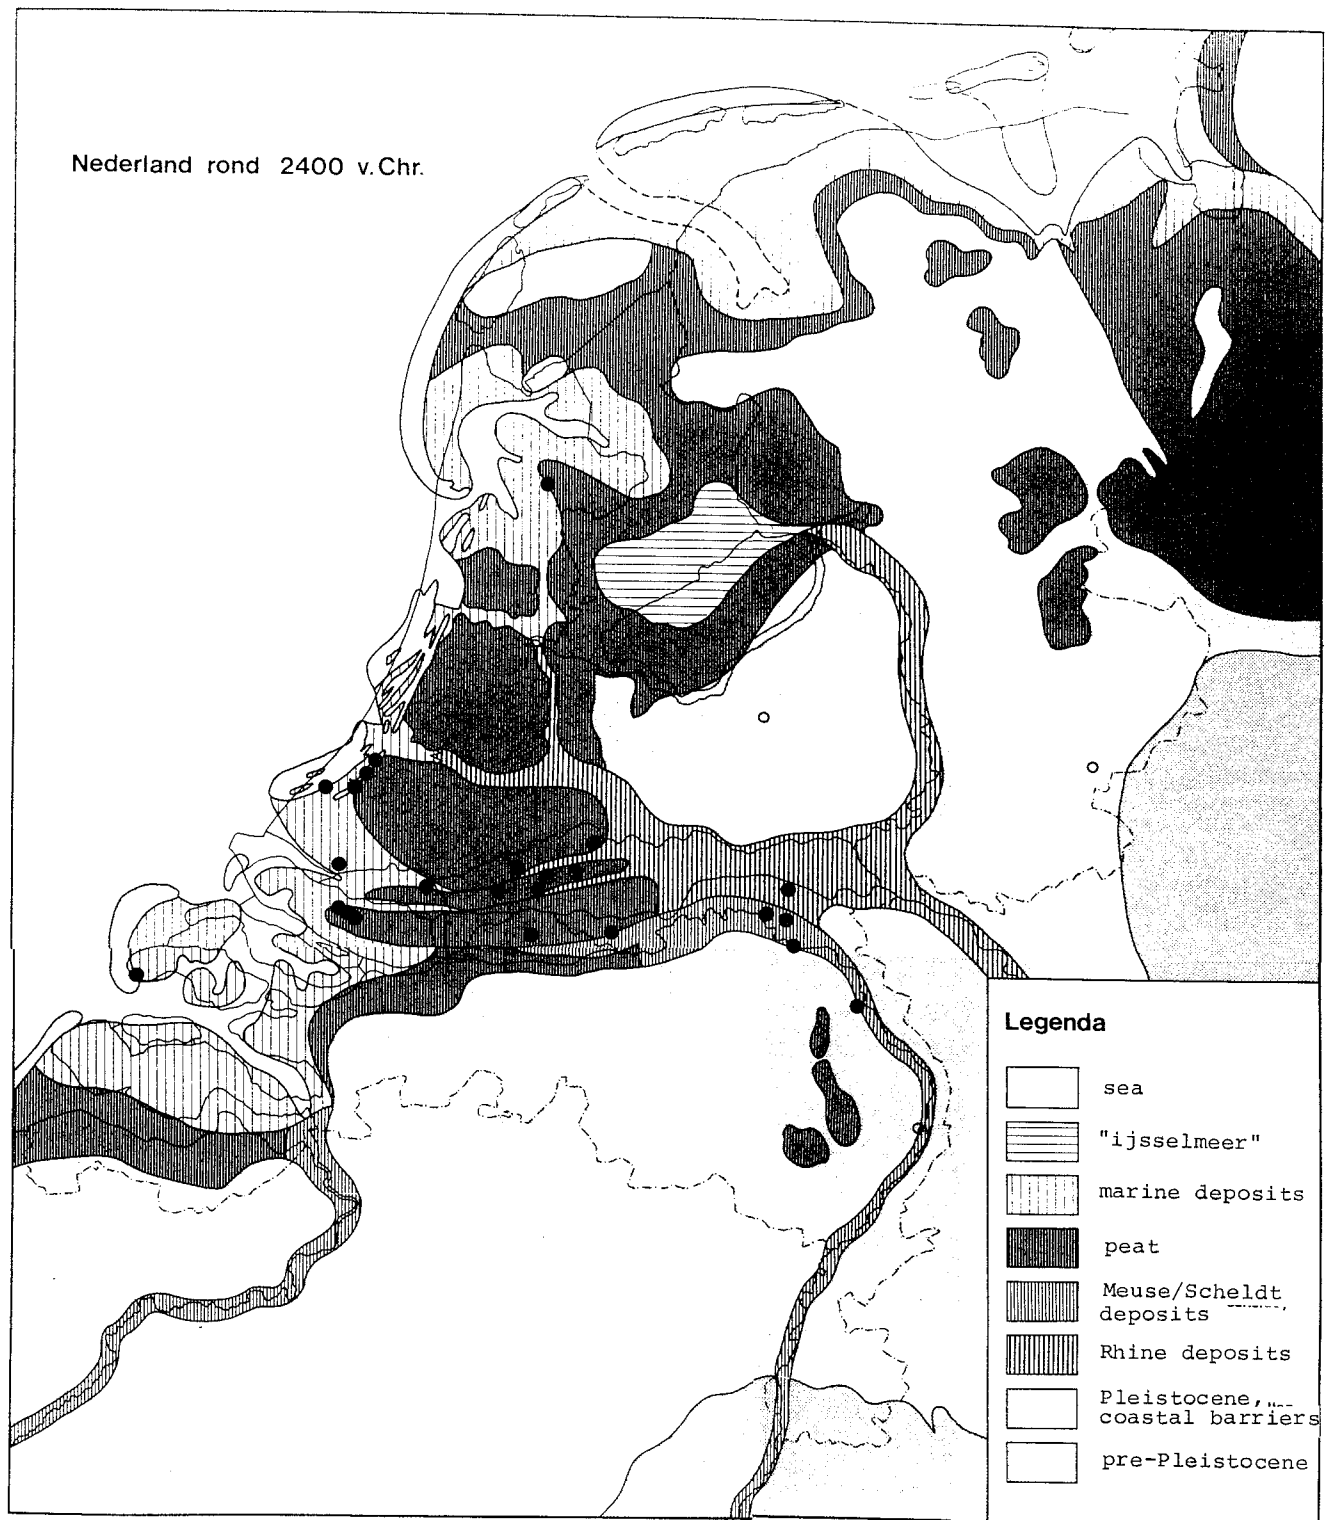 Nederland rond 2400 v.Chr.
Legenda
sea
"ijsselmeer"
marine deposits
peat
Meuse/Scheldt
deposits
Rhine deposits
Pleistocene,
coastal barriers
pre-Pleistocene